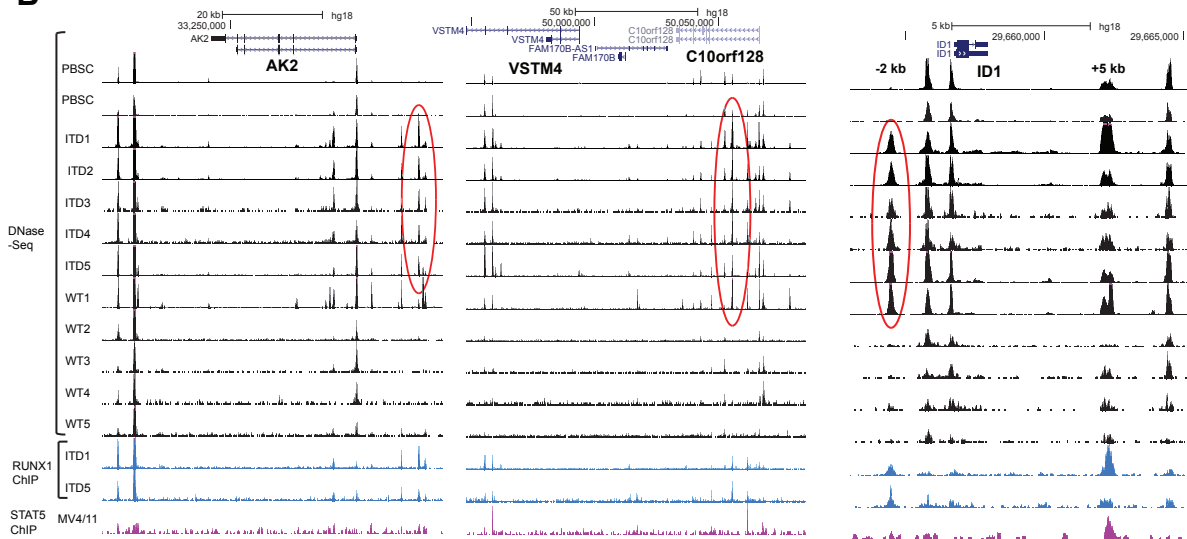 B
20 kb hg18
33,250,000
AK2
AK2
50 kb hg18
50,000,000 50,050,000
VSTM4
VSTM4
FAM170B-AS1
FAM170B
C10orf128
C10orf128
VSTM4
C10orf128
5 kb hg18
29,660,000 29,665,000
ID1
ID1
-2 kb ID1 +5 kb
DNase
-Seq
PBSC
PBSC
ITD1
ITD2
ITD3
ITD4
ITD5
WT1
WT2
WT3
WT4
WT5
RUNX1
ChIP
ITD1
ITD5
STAT5
ChIP
MV4/11